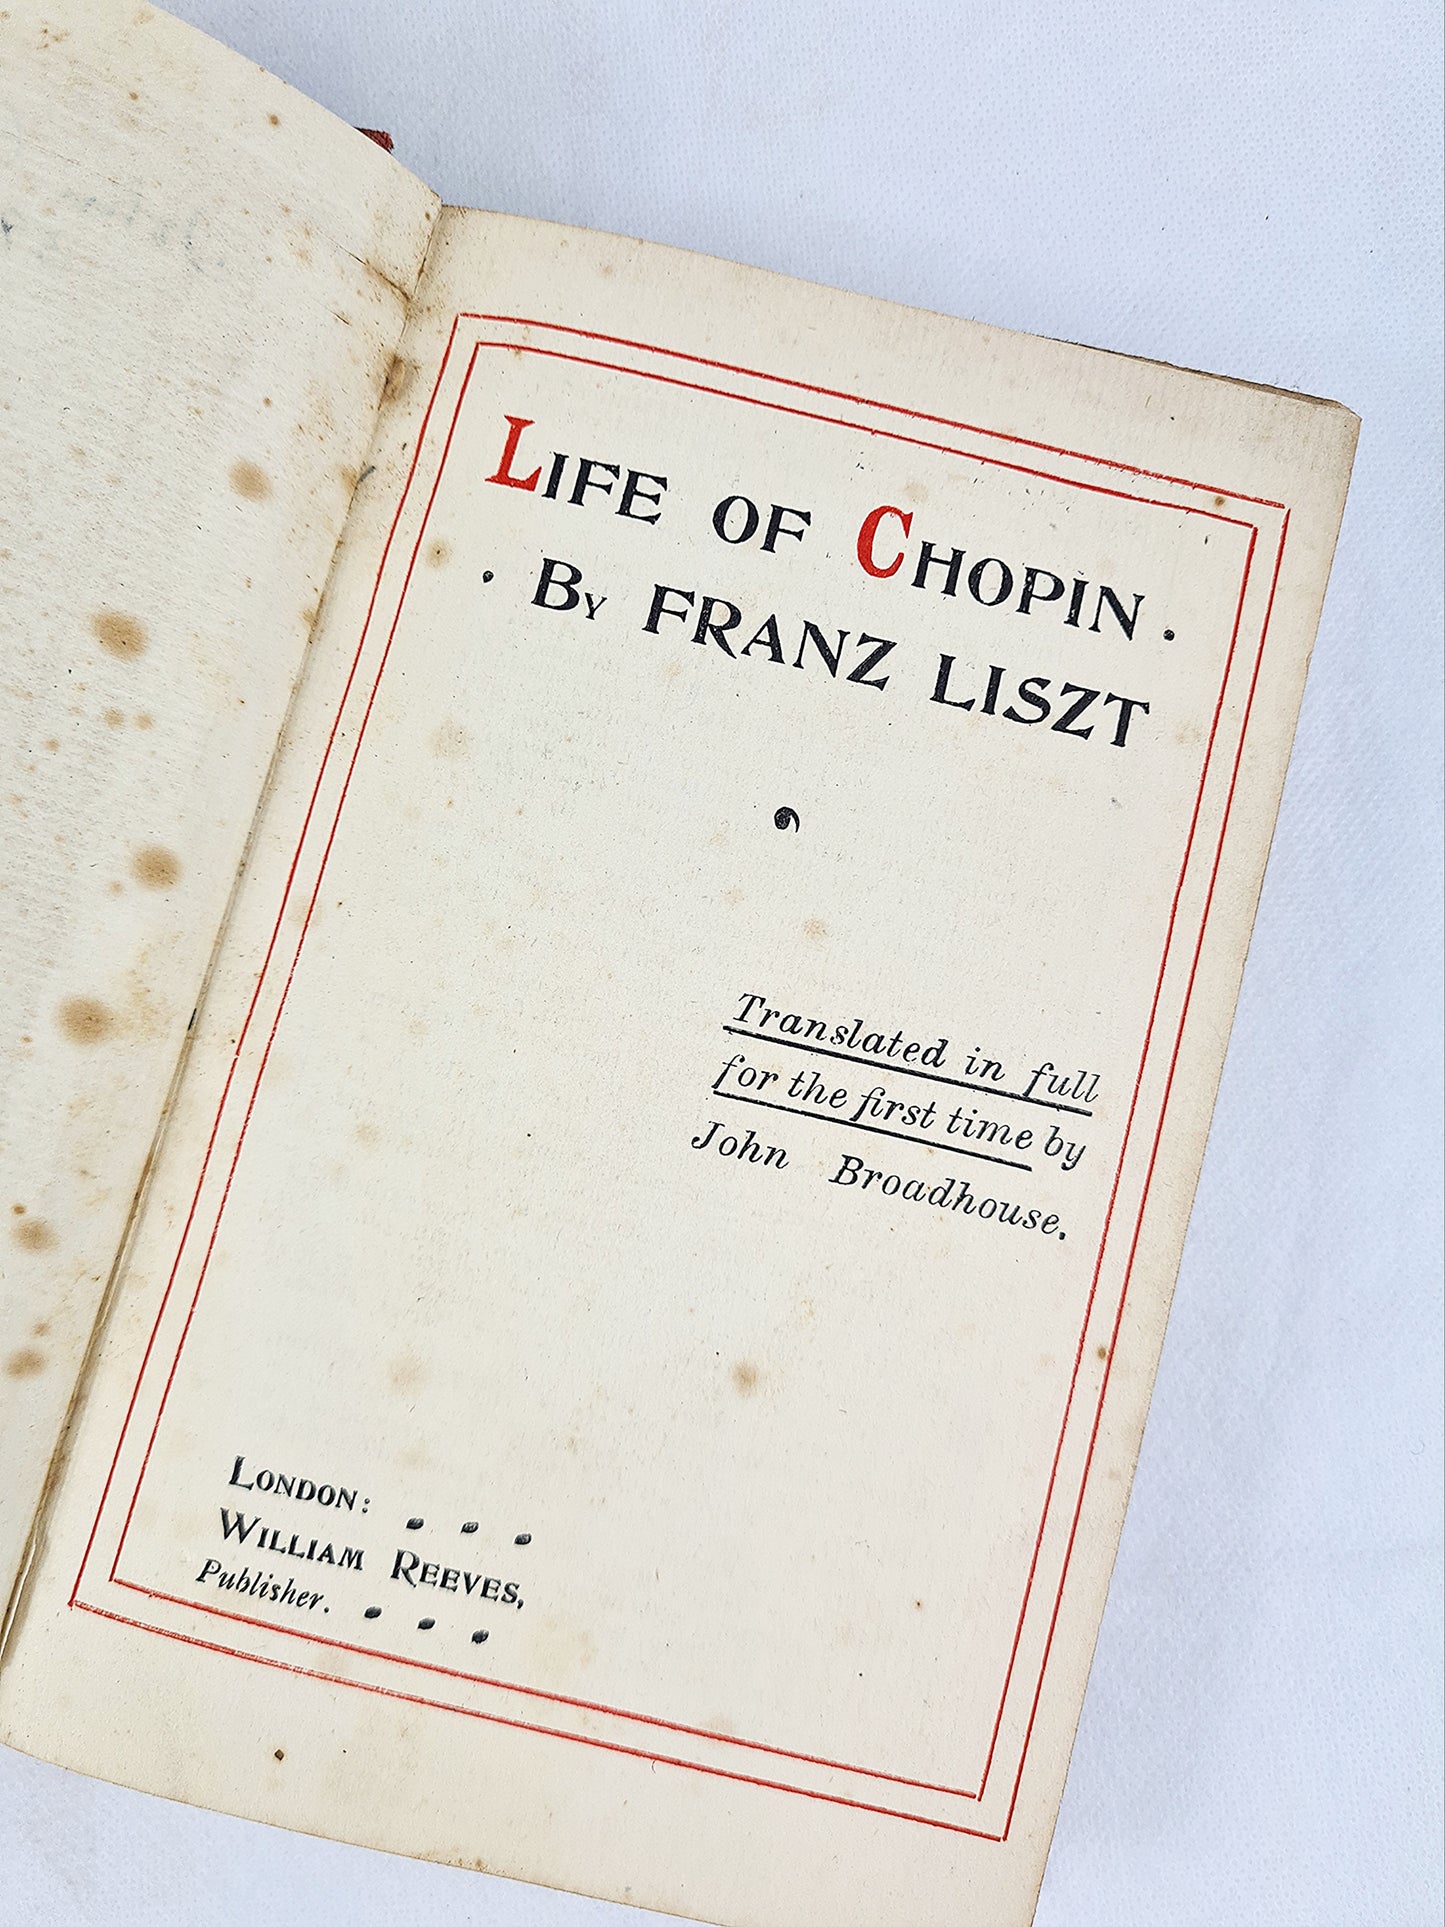 LIFE OF CHOPIN .
· By FRANZ LISZT
Translated in full
for the first time by
John Broadhouse.
LONDON:
WILLIAM REEVES,
Publisher.